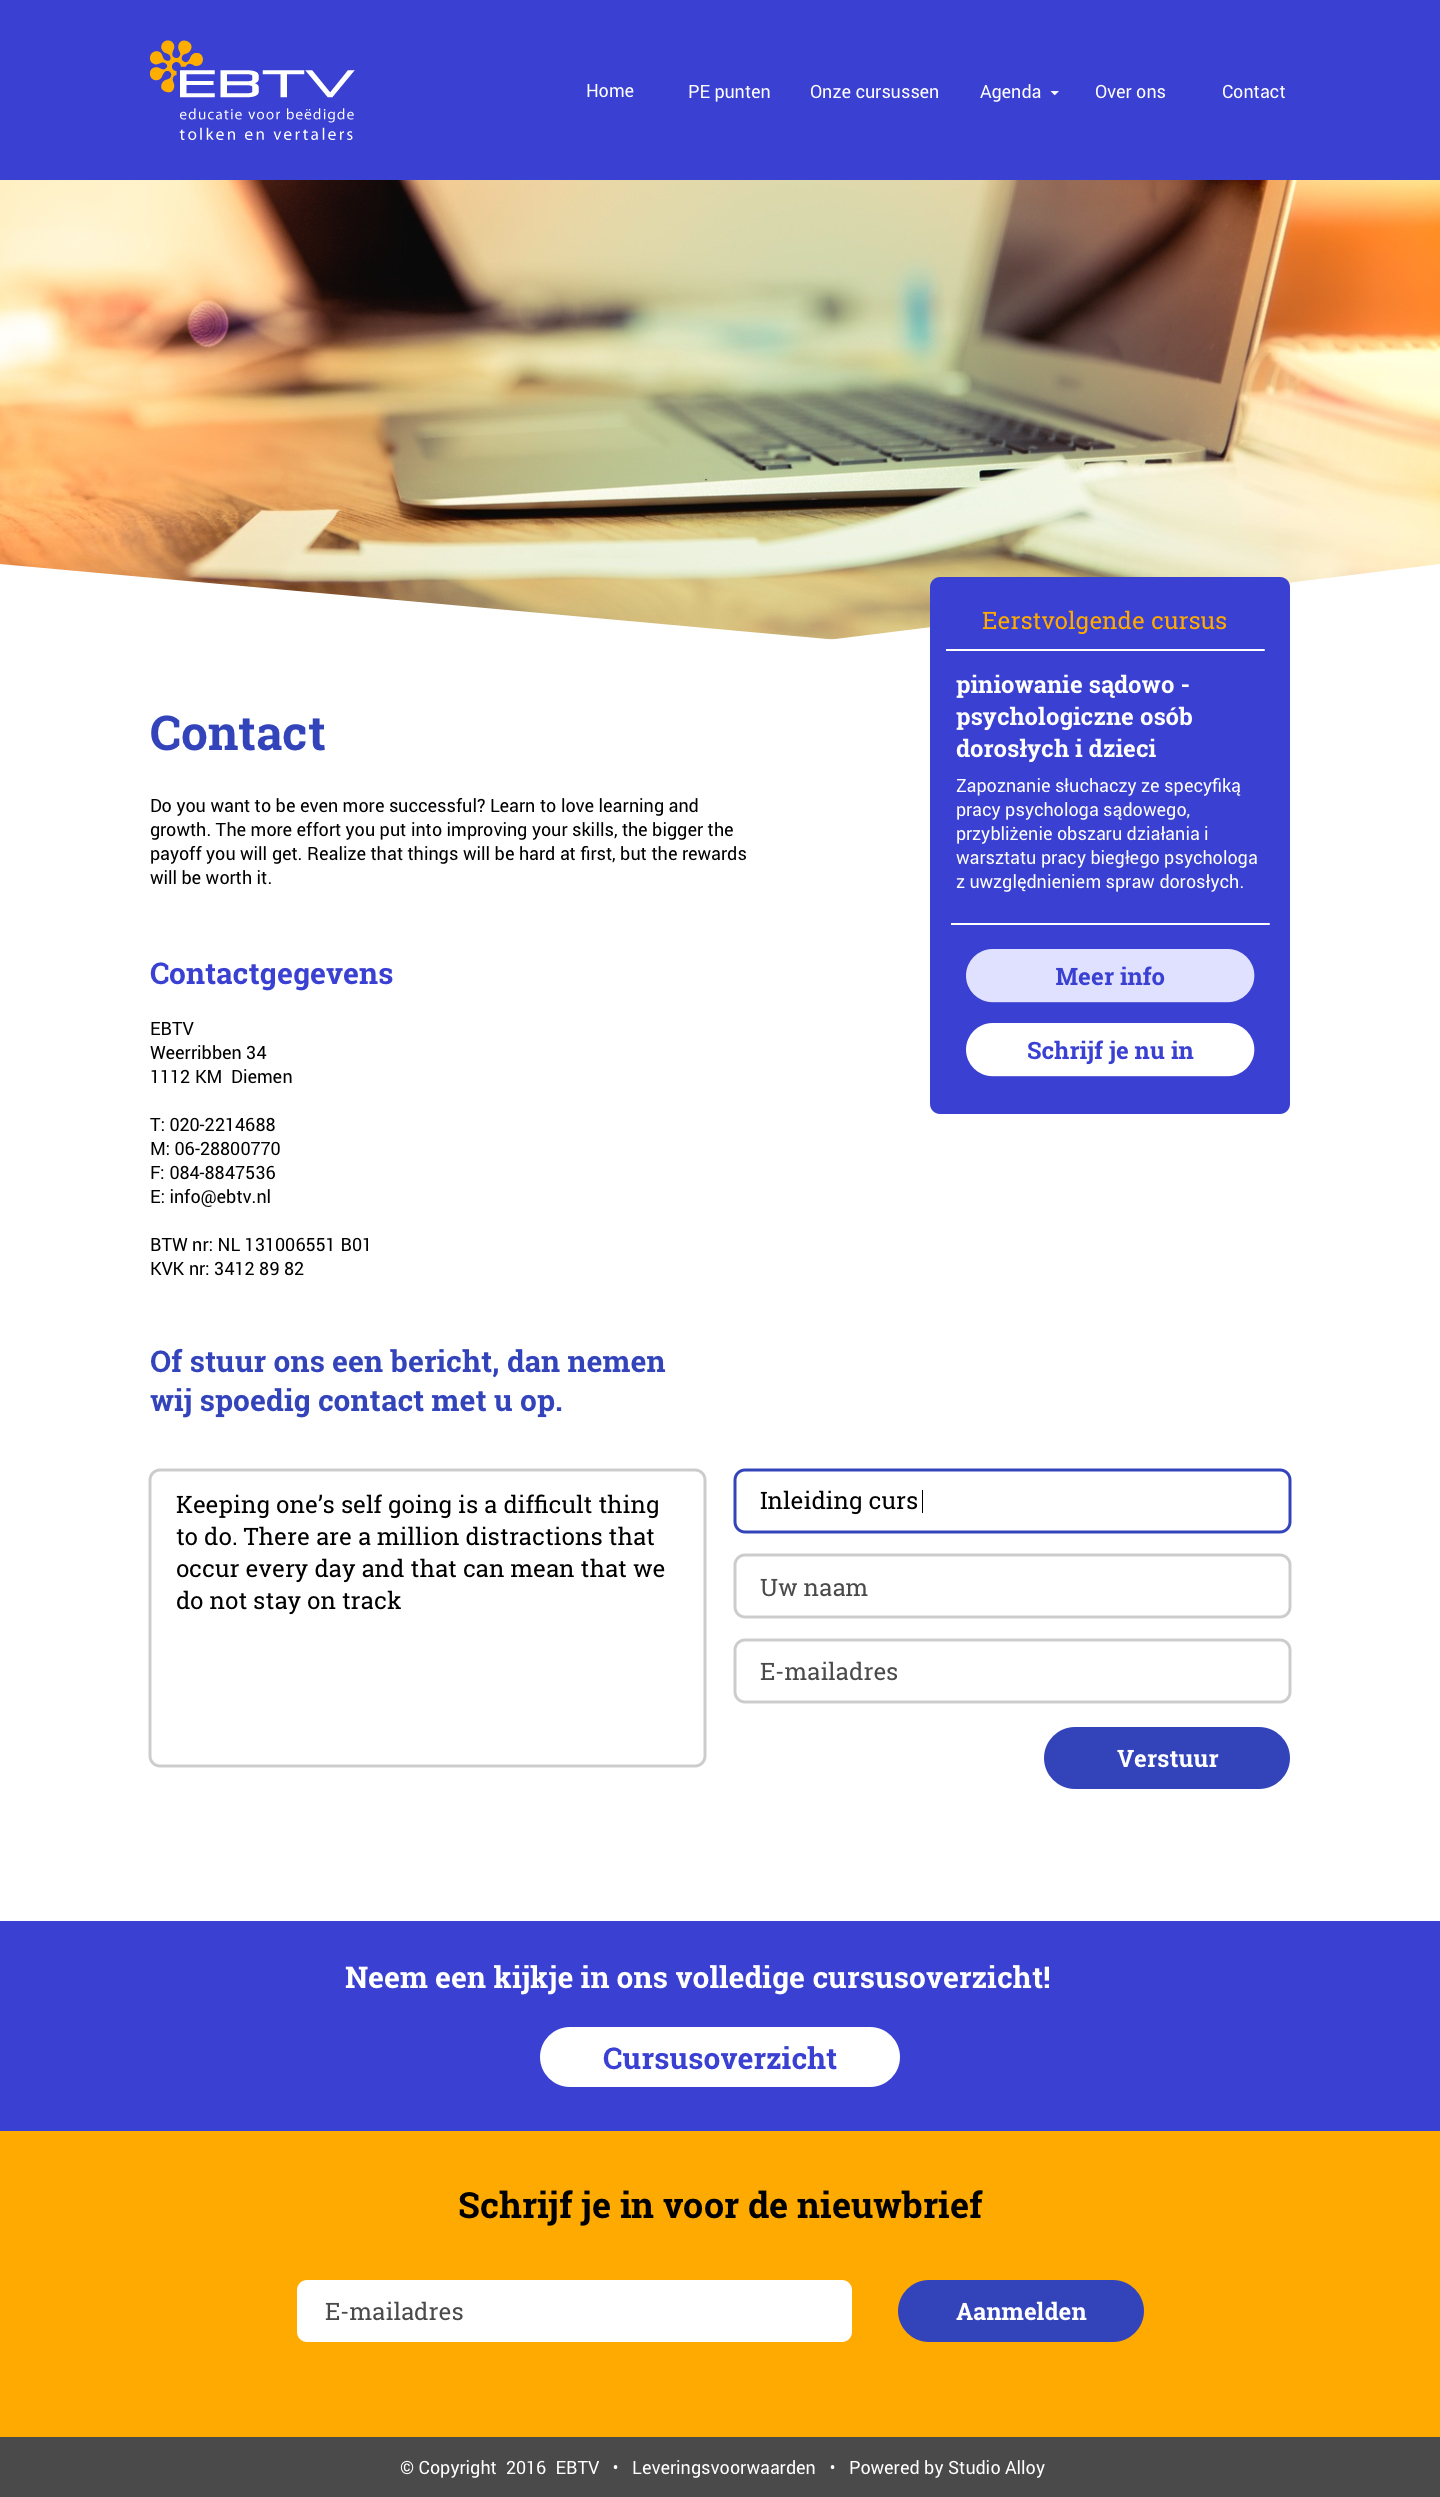 EBTV
educatie voor beëdigde
tolken en vertalers
Home
PE punten
Onze cursussen
Agenda
Over ons
Contact
Eerstvolgende cursus
piniowanie sądowo -
psychologiczne osób
dorosłych i dzieci
Zapoznanie słuchaczy ze specyfiką
pracy psychologa sądowego,
przybliżenie obszaru działania i
warsztatu pracy biegłego psychologa
z uwzględnieniem spraw dorosłych.
Meer info
Schrijf je nu in
Contact
Do you want to be even more successful? Learn to love learning and
growth. The more effort you put into improving your skills, the bigger the
payoff you will get. Realize that things will be hard at first, but the rewards
will be worth it.
Contactgegevens
EBTV
Weerribben 34
1112 KM  Diemen
T: 020-2214688
M: 06-28800770
F: 084-8847536
E: info@ebtv.nl
BTW nr: NL 131006551 B01
KVK nr: 3412 89 82
Of stuur ons een bericht, dan nemen
wij spoedig contact met u op.
Keeping one’s self going is a difficult thing
to do. There are a million distractions that
occur every day and that can mean that we
do not stay on track
Inleiding curs
Uw naam
E-mailadres
Verstuur
Neem een kijkje in ons volledige cursusoverzicht!
Cursusoverzicht
Schrijf je in voor de nieuwbrief
E-mailadres
Aanmelden
© Copyright  2016  EBTV  •  Leveringsvoorwaarden  •  Powered by Studio Alloy